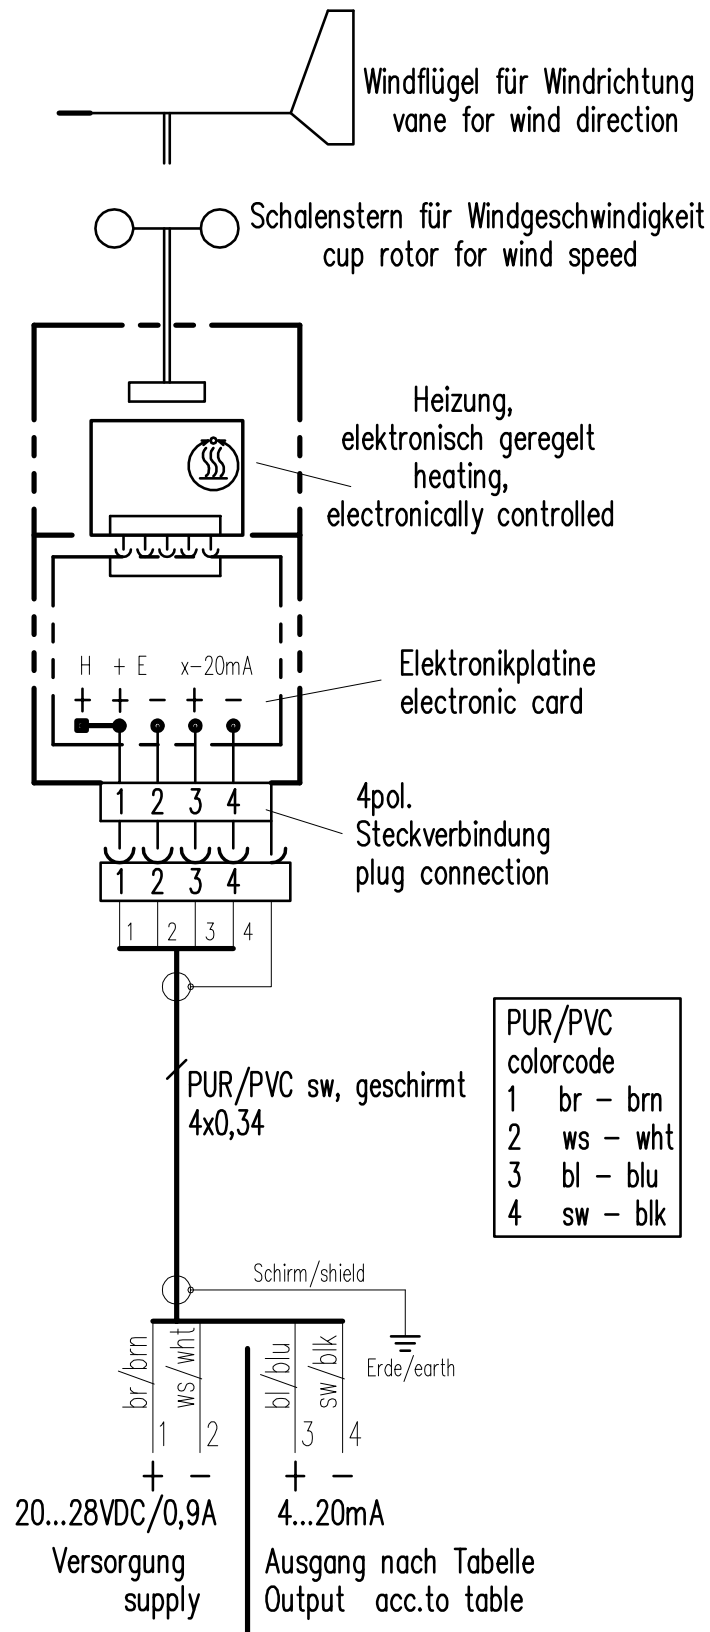 Windflügel für Windrichtung
vane for wind direction
Schalenstern für Windgeschwindigkeit
cup rotor for wind speed
Heizung,
elektronisch geregelt
heating,
electronically controlled
H + E x-20mA
+ + - + -
Elektronikplatine
electronic card
1 2 3 4
4pol.
Steckverbindung
plug connection
1 2 3 4
1 2 3 4
PUR/PVC
colorcode
1 br - brn
2 ws - wht
3 bl - blu
4 sw - blk
PUR/PVC sw, geschirmt
4x0,34
Schirm/shield
Erde/earth
br/brn ws/wht bl/blu sw/blk
1 2 3 4
+ - + -
20...28VDC/0,9A 4...20mA
Versorgung
supply
Ausgang nach Tabelle
Output acc.to table